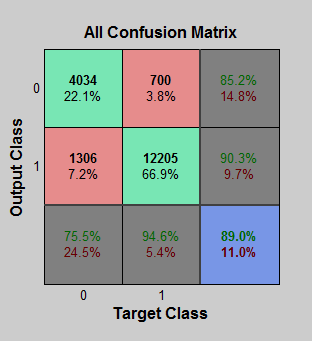 All Confusion Matrix
4034 700 85.2%
22.1% 3.8% 14.8%
0
1306 12205 90.3%
7.2% 66.9% 9.7%
1
75.5% 94.6% 89.0%
24.5% 5.4% 11.0%
0 1
Output Class
Target Class